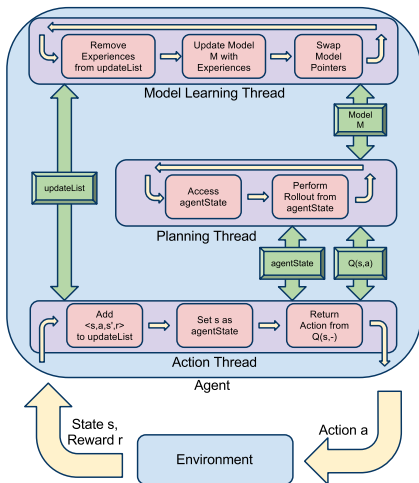 Remove
Experiences
from updateList
Update Model
M with
Experiences
Swap
Model
Pointers
Model Learning Thread
Model
M
updateList
Access
agentState
Perform
Rollout from
agentState
Planning Thread
agentState
Q(s,a)
Add
<s,a,s',r>
to updateList
Set s as
agentState
Return
Action from
Q(s,-)
Action Thread
Agent
State s,
Reward r
Environment
Action a